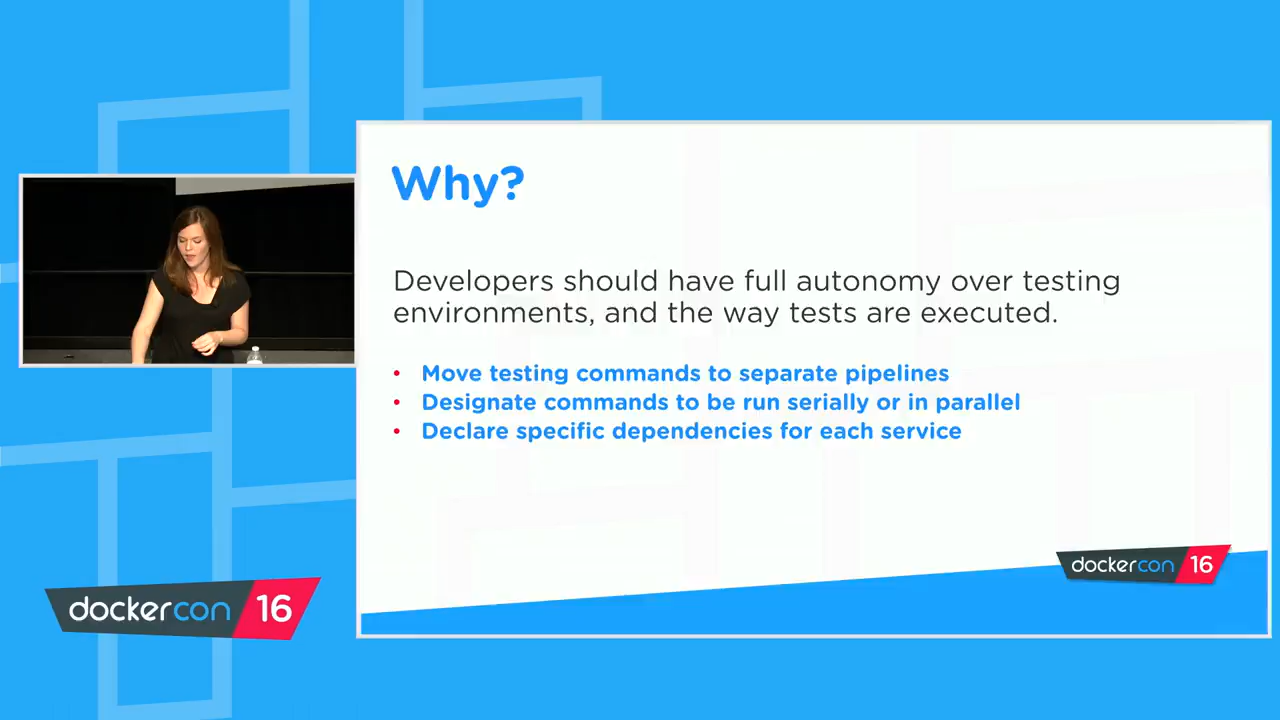 Why?
Developers should have full autonomy over testing
environments, and the way tests are executed.
• Move testing commands to separate pipelines
• Designate commands to be run serially or in parallel
• Declare specific dependencies for each service
dockercon 16
dockercon 16